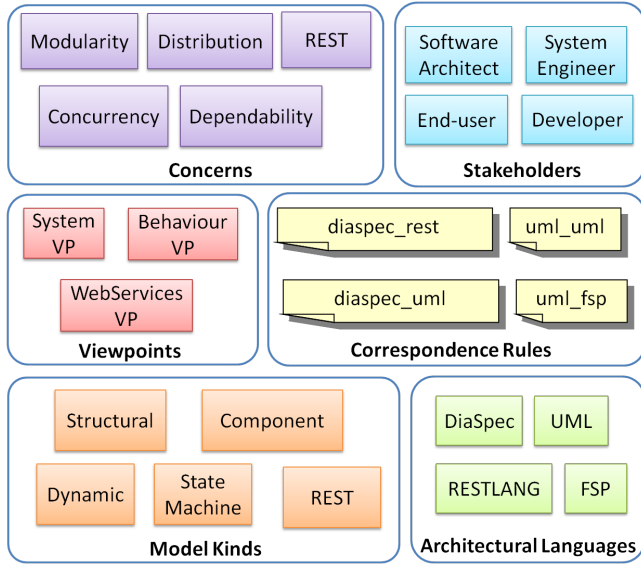 Modularity
Distribution
REST
Concurrency
Dependability
Concerns
Software
Architect
System
Engineer
End-user
Developer
Stakeholders
System
VP
Behaviour
VP
WebServices
VP
Viewpoints
diaspec_rest
uml_uml
diaspec_uml
uml_fsp
Correspondence Rules
Structural
Component
Dynamic
State
Machine
REST
Model Kinds
DiaSpec
UML
RESTLANG
FSP
Architectural Languages